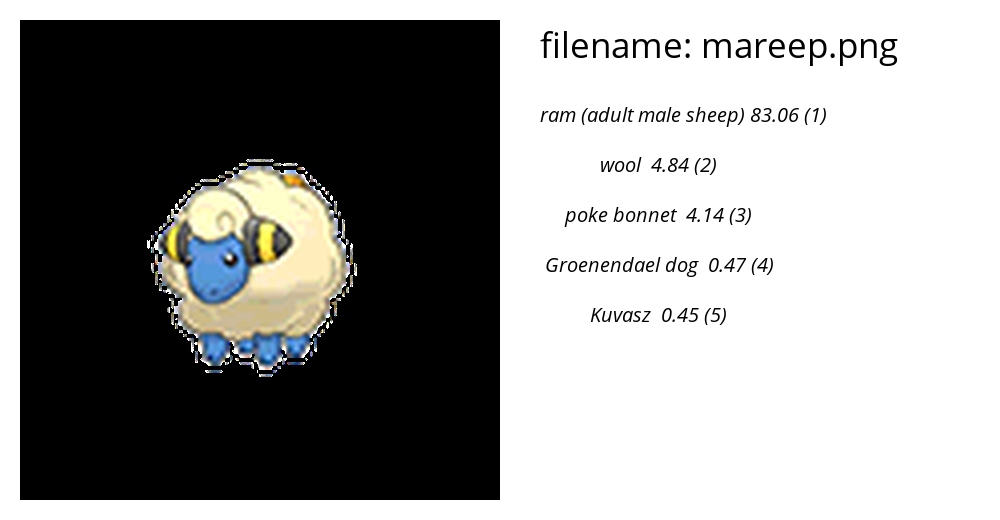 filename: mareep.png
ram (adult male sheep) 83.06 (1)
wool 4.84 (2)
poke bonnet 4.14 (3)
Groenendael dog 0.47 (4)
Kuvasz 0.45 (5)